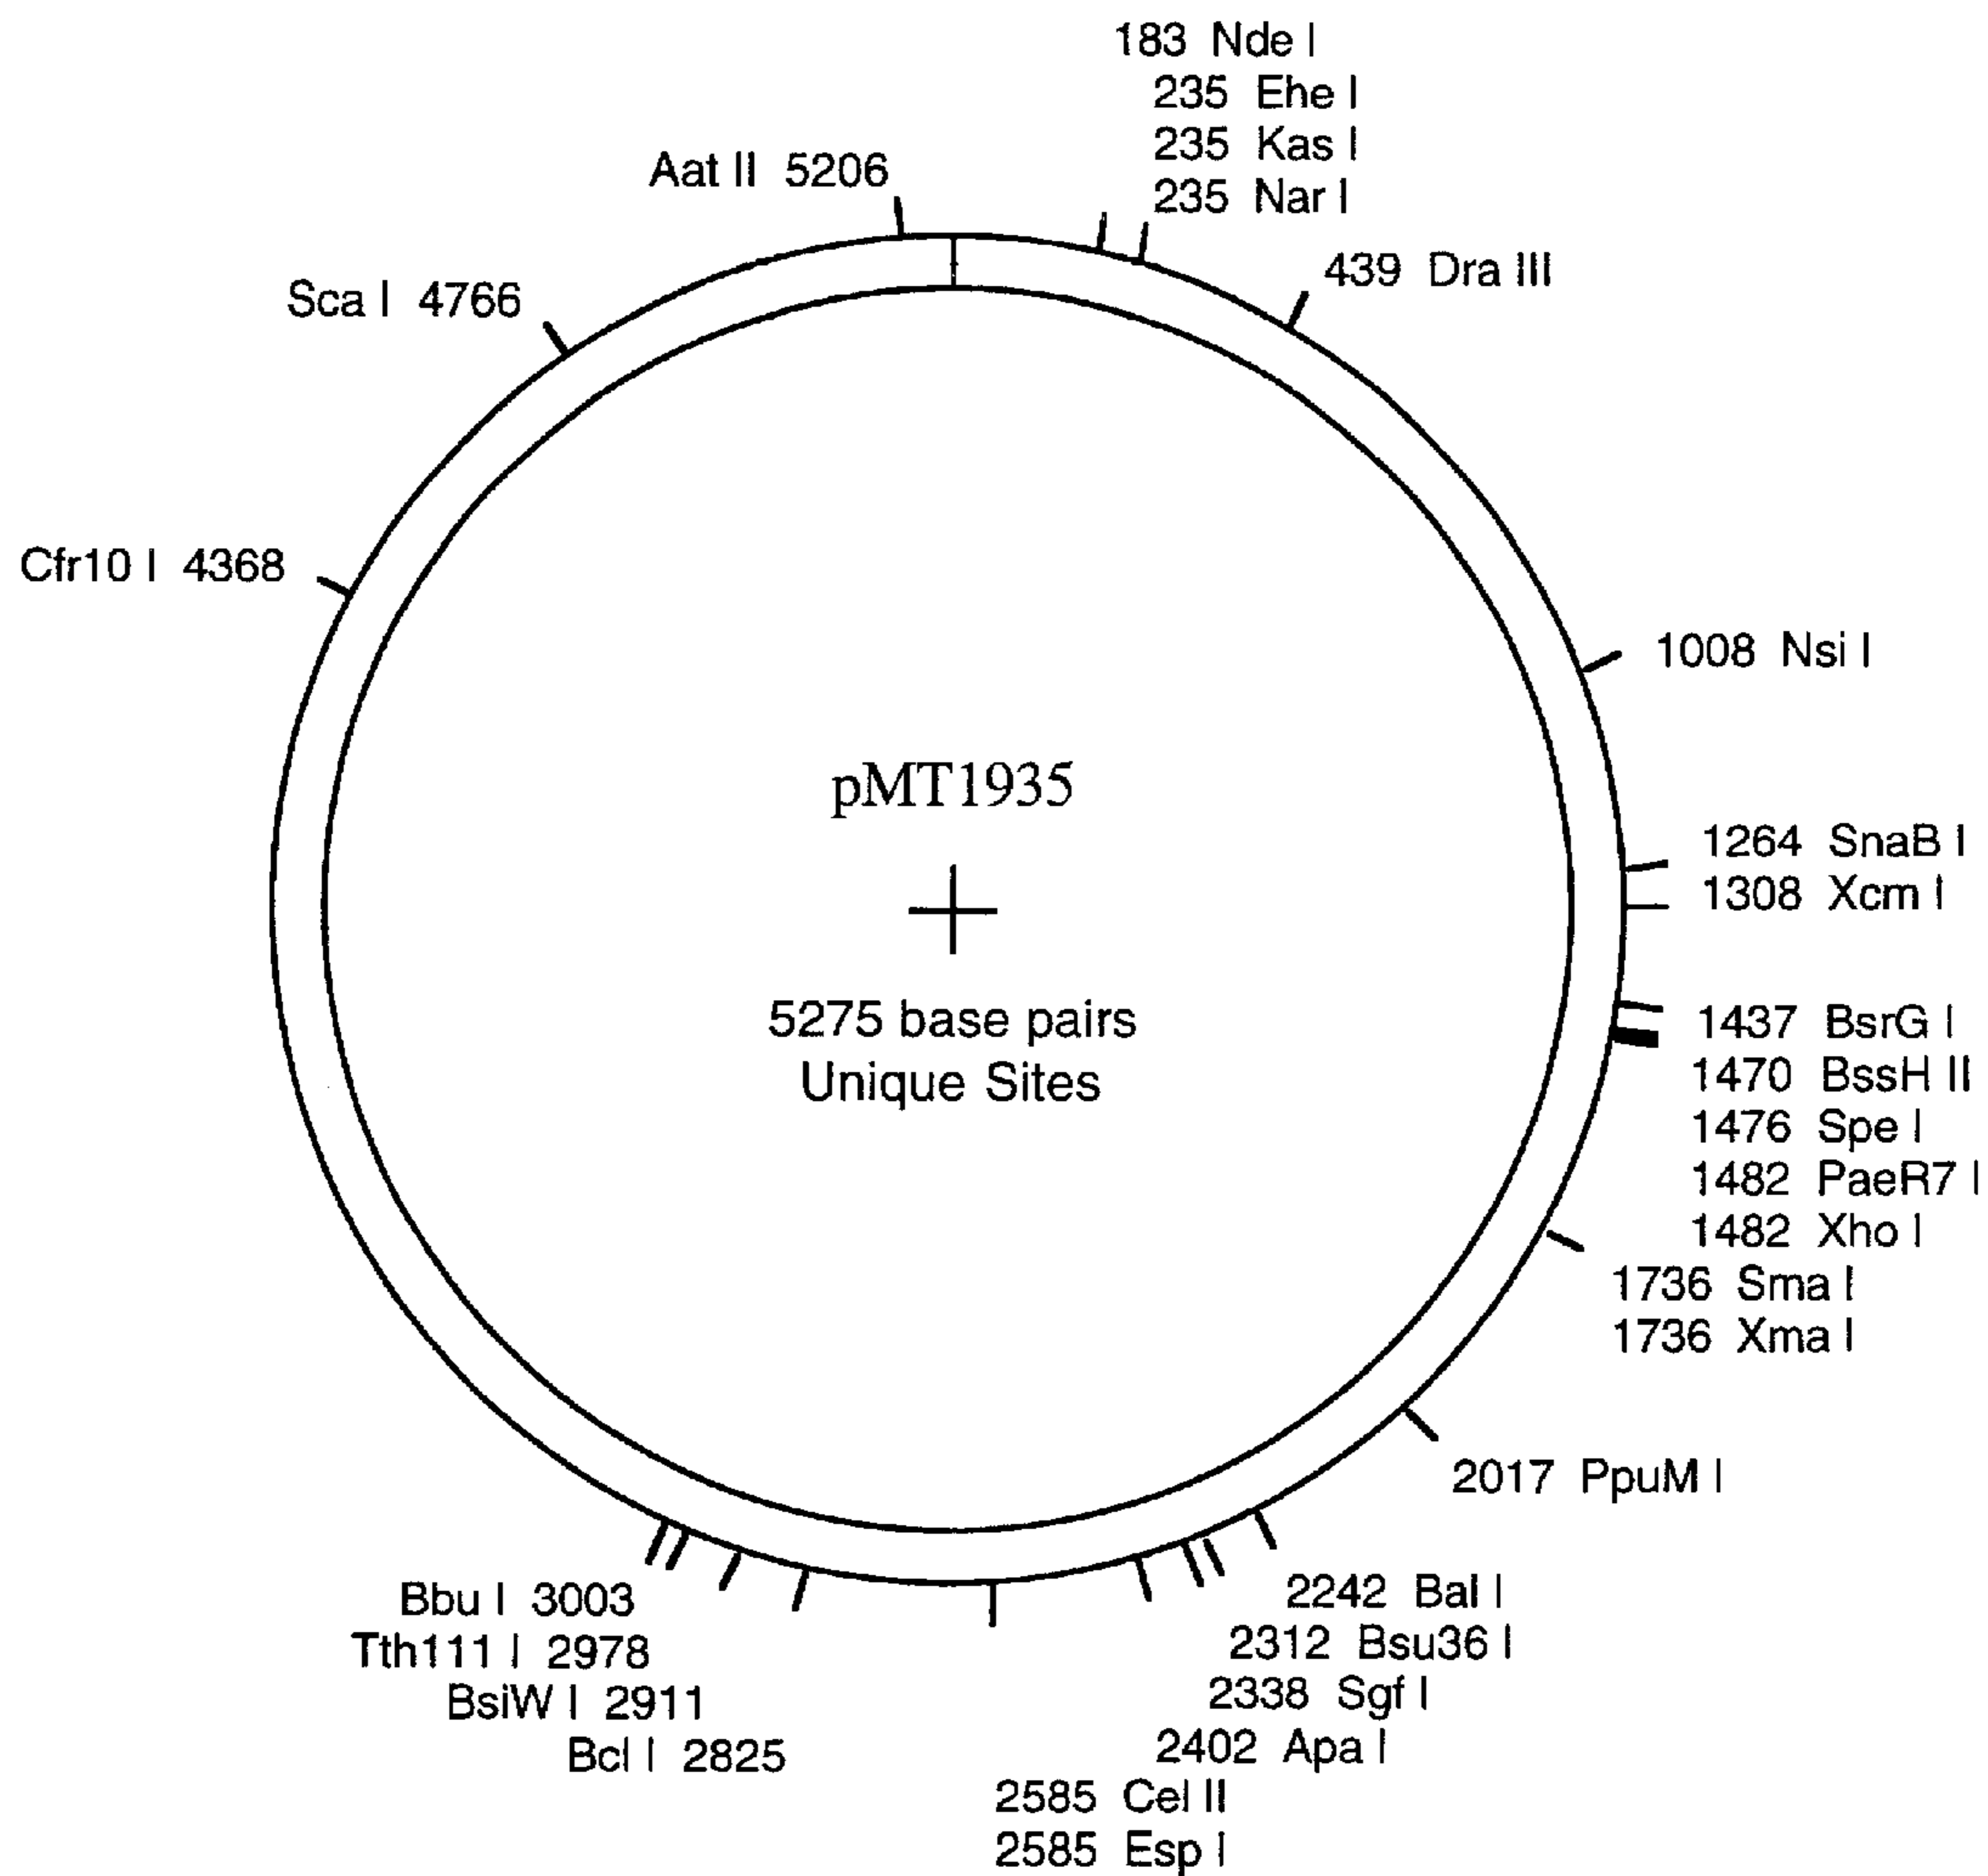 183 Nde I
235 Ehe I
235 Kas I
235 Nar I
Aat II 5206
439 Dra III
Sca I 4766
Cfr10 I 4368
1008 Nsi I
pMT1935
1264 SnaB I
1308 Xcm I
5275 base pairs
Unique Sites
1437 BsrG I
1470 BssH II
1476 Spe I
1482 PaeR7 I
1482 Xho I
1736 Sma I
1736 Xma I
2017 PpuM I
2242 Bal I
2312 Bsu36 I
2338 Sgf I
2402 Apa I
2585 Cel II
2585 Esp I
Bbu I 3003
Tth111 I 2978
BsiW I 2911
Bcl I 2825